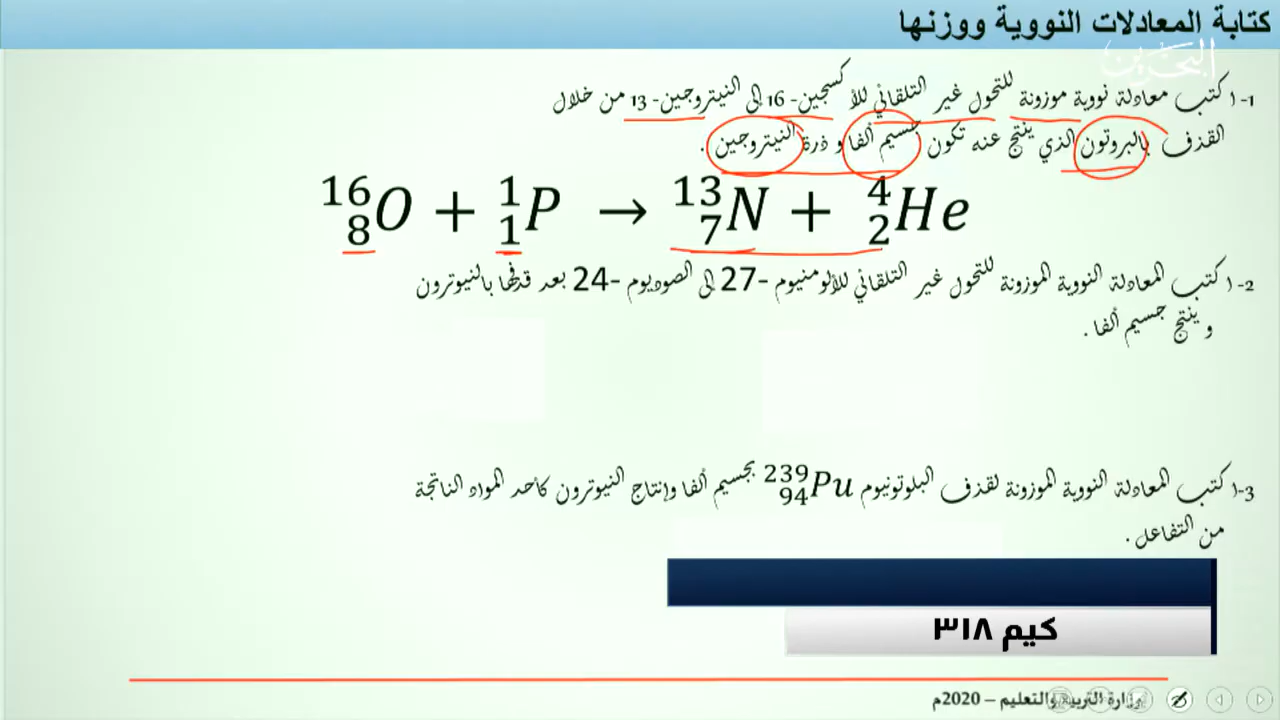 كتابة المعادلات النووية ووزنها
البحرين
1- اكتب معادلة نووية موزونة للتحول غير التلقائي للأكسجين- 16 إلى النيتروجين- 13 من خلال
القذف بالبروتون الذي ينتج عنه تكون جسيم ألفا و ذرة النيتروجين .
¹⁶₈O + ¹₁P → ¹³₇N + ⁴₂He
2- اكتب المعادلة النووية الموزونة للتحول غير التلقائي للألومنيوم -27 إلى الصوديوم -24 بعد قذفها بالنيوترون
و ينتج جسيم ألفا .
3- اكتب المعادلة النووية الموزونة لقذف البلوتونيوم ²³⁹₉₄Pu بجسيم ألفا وإنتاج النيوترون كأحد المواد الناتجة
من التفاعل .
كيم ٣١٨
وزارة التربية والتعليم – 2020م